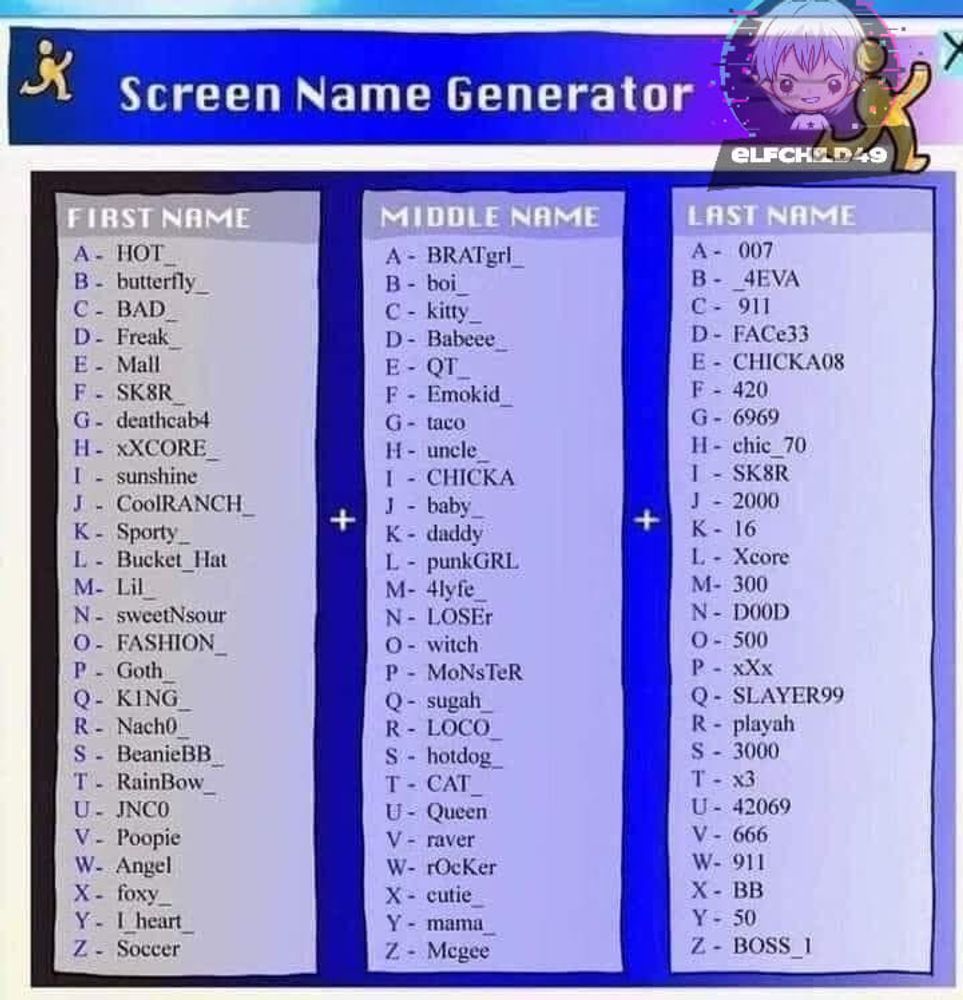 Screen Name Generator
eLFCH1LD49
FIRST NAME
A - HOT_
B - butterfly_
C - BAD_
D - Freak_
E - Mall
F - SK8R_
G - deathcab4
H - xXCORE_
I - sunshine
J - CoolRANCH_
K - Sporty_
L - Bucket_Hat
M- Lil_
N - sweetNsour
O - FASHION_
P - Goth_
Q - K1NG_
R - Nach0_
S - BeanieBB_
T - RainBow_
U - JNC0
V - Poopie
W- Angel
X - foxy_
Y - I_heart_
Z - Soccer
+
MIDDLE NAME
A - BRATgrl_
B - boi_
C - kitty_
D - Babeee_
E - QT_
F - Emokid_
G - taco
H - uncle_
I - CHICKA
J - baby_
K - daddy
L - punkGRL
M- 4lyfe_
N - LOSEr
O - witch
P - MoNsTeR
Q - sugah_
R - LOCO_
S - hotdog_
T - CAT_
U - Queen
V - raver
W- rOcKer
X - cutie_
Y - mama_
Z - Mcgee
+
LAST NAME
A - 007
B - _4EVA
C - 911
D - FACe33
E - CHICKA08
F - 420
G - 6969
H - chic_70
I - SK8R
J - 2000
K - 16
L - Xcore
M- 300
N - D00D
O - 500
P - xXx
Q - SLAYER99
R - playah
S - 3000
T - x3
U - 42069
V - 666
W- 911
X - BB
Y - 50
Z - BOSS_1